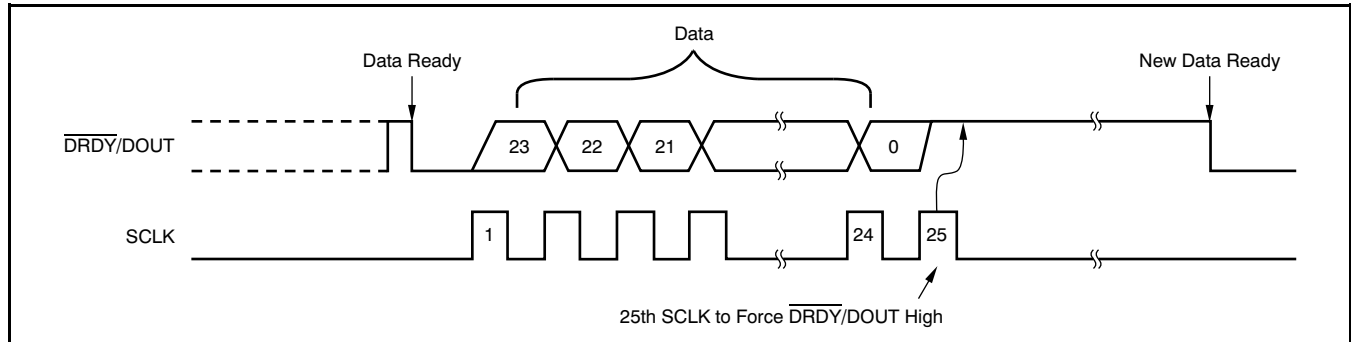 Data
Data Ready
New Data Ready
DRDY/DOUT
23
22
21
0
SCLK
1
24
25
25th SCLK to Force DRDY/DOUT High